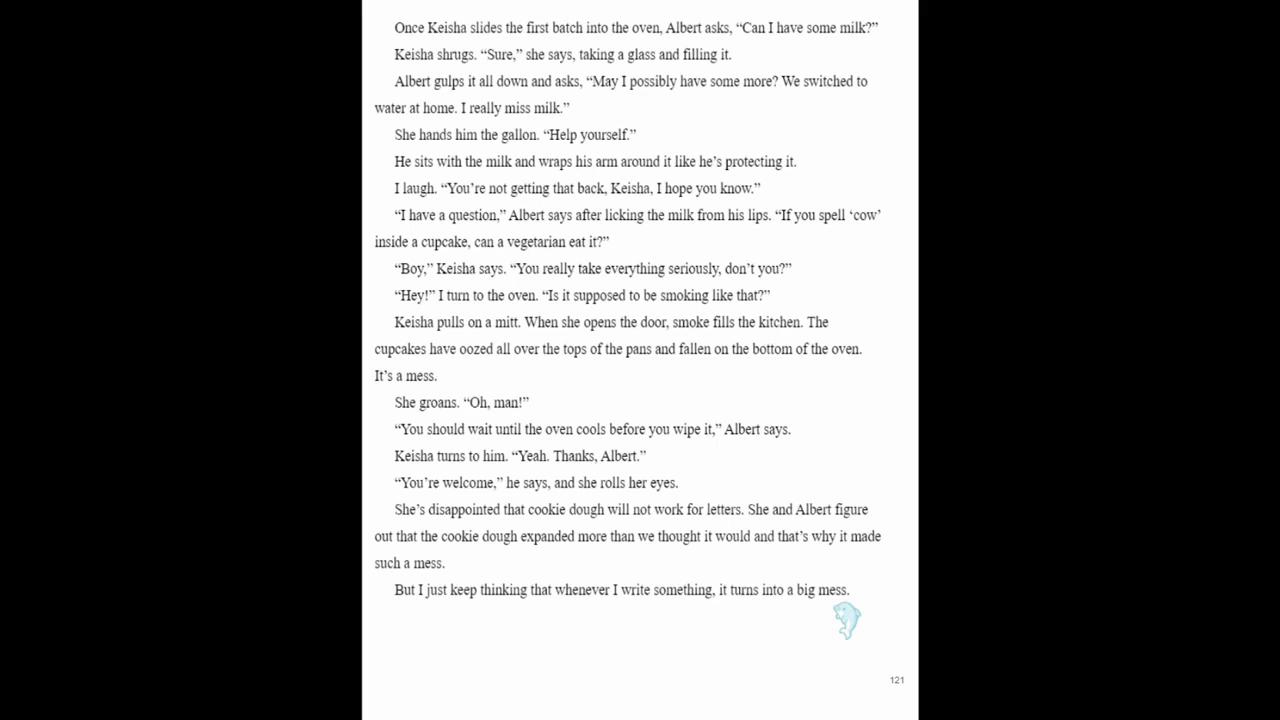 Once Keisha slides the first batch into the oven, Albert asks, “Can I have some milk?”
Keisha shrugs. “Sure,” she says, taking a glass and filling it.
Albert gulps it all down and asks, “May I possibly have some more? We switched to
water at home. I really miss milk.”
She hands him the gallon. “Help yourself.”
He sits with the milk and wraps his arm around it like he’s protecting it.
I laugh. “You’re not getting that back, Keisha, I hope you know.”
“I have a question,” Albert says after licking the milk from his lips. “If you spell ‘cow’
inside a cupcake, can a vegetarian eat it?”
“Boy,” Keisha says. “You really take everything seriously, don’t you?”
“Hey!” I turn to the oven. “Is it supposed to be smoking like that?”
Keisha pulls on a mitt. When she opens the door, smoke fills the kitchen. The
cupcakes have oozed all over the tops of the pans and fallen on the bottom of the oven.
It’s a mess.
She groans. “Oh, man!”
“You should wait until the oven cools before you wipe it,” Albert says.
Keisha turns to him. “Yeah. Thanks, Albert.”
“You’re welcome,” he says, and she rolls her eyes.
She’s disappointed that cookie dough will not work for letters. She and Albert figure
out that the cookie dough expanded more than we thought it would and that’s why it made
such a mess.
But I just keep thinking that whenever I write something, it turns into a big mess.
121